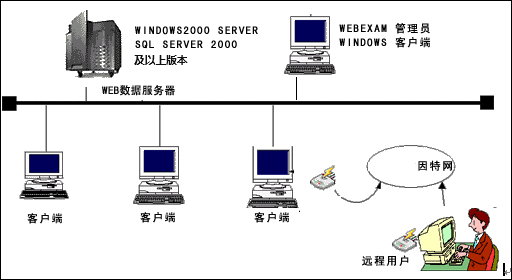 WINDOWS2000 SERVER
SQL SERVER 2000
及以上版本
WEBEXAM 管理员
WINDOWS 客户端
WEB数据服务器
因特网
客户端
客户端
客户端
远程用户